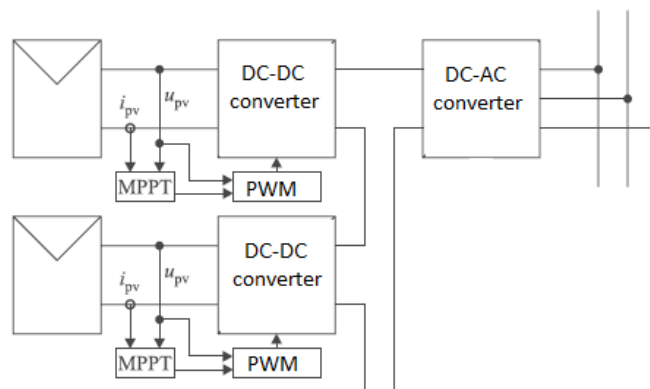 DC-DC
converter
DC-AC
converter
u_pv
i_pv
MPPT
PWM
DC-DC
converter
u_pv
i_pv
MPPT
PWM